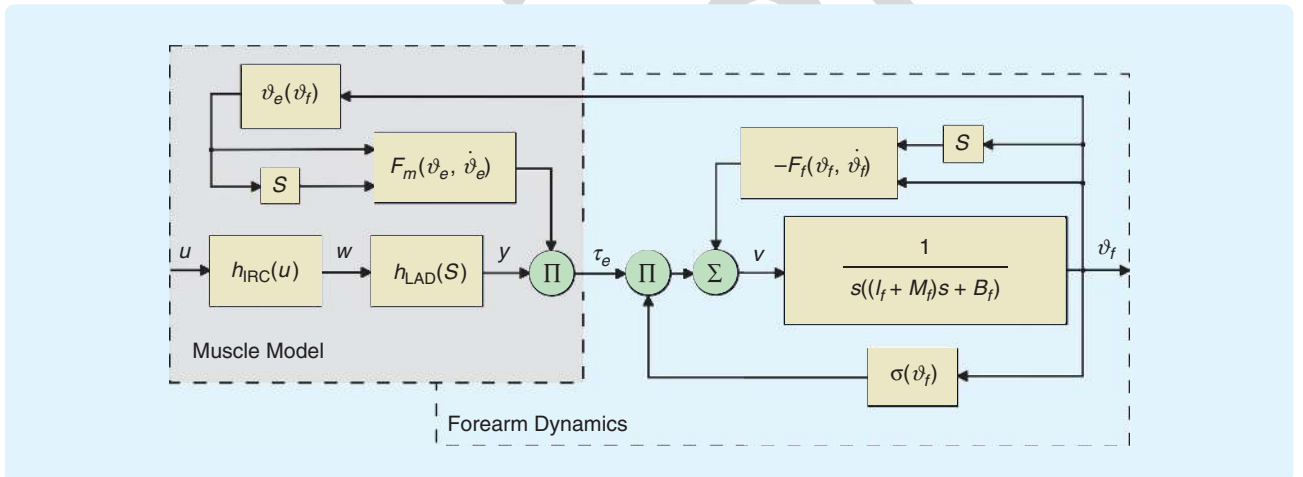 ϑe(ϑf)
S
Fm(ϑe, ϑ̇e)
S
−Ff(ϑf, ϑ̇f)
u
hIRC(u)
w
hLAD(S)
y
Π
τe
Π
Σ
v
1
s((If + Mf)s + Bf)
ϑf
σ(ϑf)
Muscle Model
Forearm Dynamics